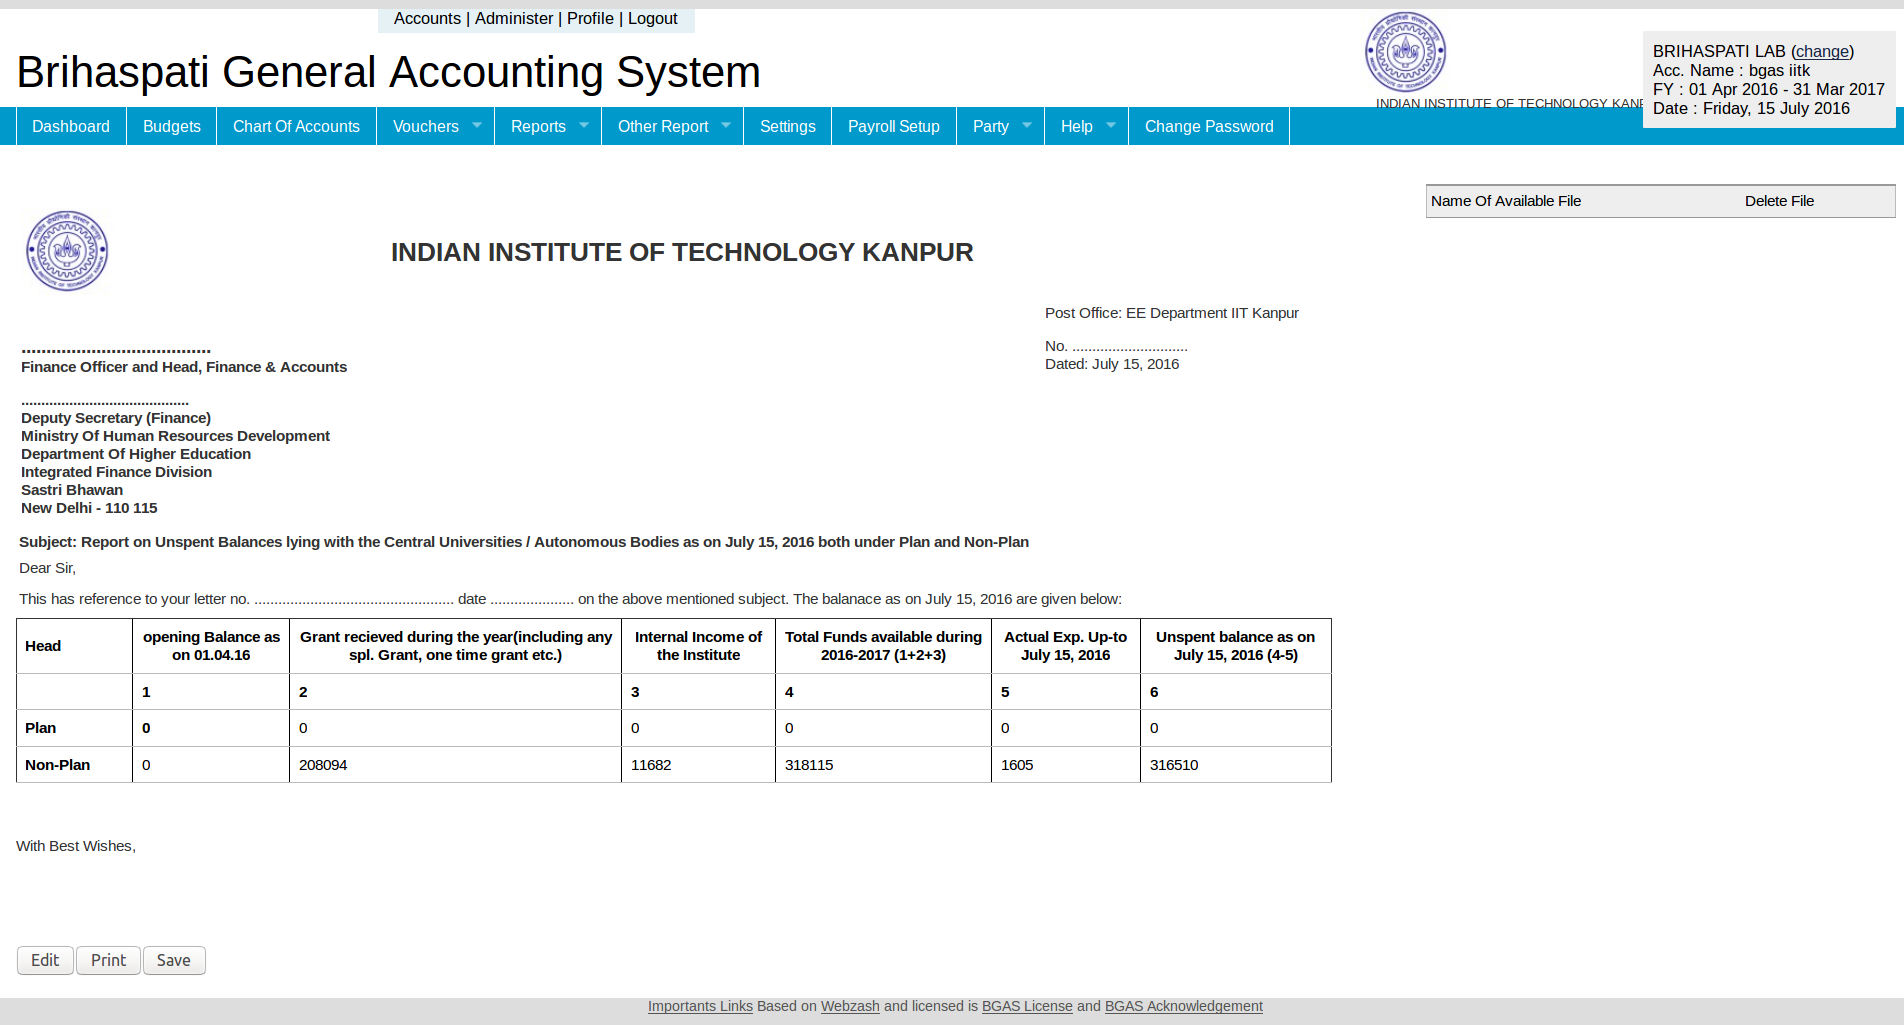 Accounts | Administer | Profile | Logout
Brihaspati General Accounting System
INDIAN INSTITUTE OF TECHNOLOGY
BRIHASPATI LAB (change)
Acc. Name : bgas iitk
FY : 01 Apr 2016 - 31 Mar 2017
Date : Friday, 15 July 2016
Dashboard Budgets Chart Of Accounts Vouchers Reports Other Report Settings Payroll Setup Party Help Change Password
Name Of Available File Delete File
INDIAN INSTITUTE OF TECHNOLOGY KANPUR
Post Office: EE Department IIT Kanpur
No. .............................
Dated: July 15, 2016
......................................
Finance Officer and Head, Finance & Accounts
..........................................
Deputy Secretary (Finance)
Ministry Of Human Resources Development
Department Of Higher Education
Integrated Finance Division
Sastri Bhawan
New Delhi - 110 115
Subject: Report on Unspent Balances lying with the Central Universities / Autonomous Bodies as on July 15, 2016 both under Plan and Non-Plan
Dear Sir,
This has reference to your letter no. .................................................. date ..................... on the above mentioned subject. The balanace as on July 15, 2016 are given below:
Head
opening Balance as
on 01.04.16
Grant recieved during the year(including any
spl. Grant, one time grant etc.)
Internal Income of
the Institute
Total Funds available during
2016-2017 (1+2+3)
Actual Exp. Up-to
July 15, 2016
Unspent balance as on
July 15, 2016 (4-5)
1 2 3 4 5 6
Plan 0 0 0 0 0 0
Non-Plan 0 208094 11682 318115 1605 316510
With Best Wishes,
Edit Print Save
Importants Links Based on Webzash and licensed is BGAS License and BGAS Acknowledgement